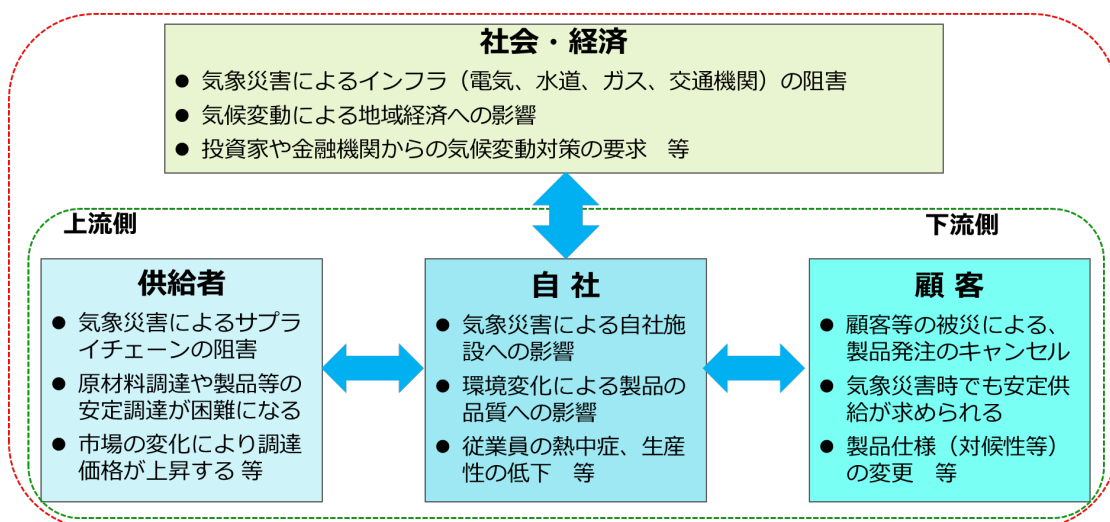 社会・経済
● 気象災害によるインフラ（電気、水道、ガス、交通機関）の阻害
● 気候変動による地域経済への影響
● 投資家や金融機関からの気候変動対策の要求　等
上流側
下流側
供給者
● 気象災害によるサプラ
イチェーンの阻害
● 原材料調達や製品等の
安定調達が困難になる
● 市場の変化により調達
価格が上昇する 等
自 社
● 気象災害による自社施
設への影響
● 環境変化による製品の
品質への影響
● 従業員の熱中症、生産
性の低下　等
顧 客
● 顧客等の被災による、
製品発注のキャンセル
● 気象災害時でも安定供
給が求められる
● 製品仕様（対候性等）
の変更　等